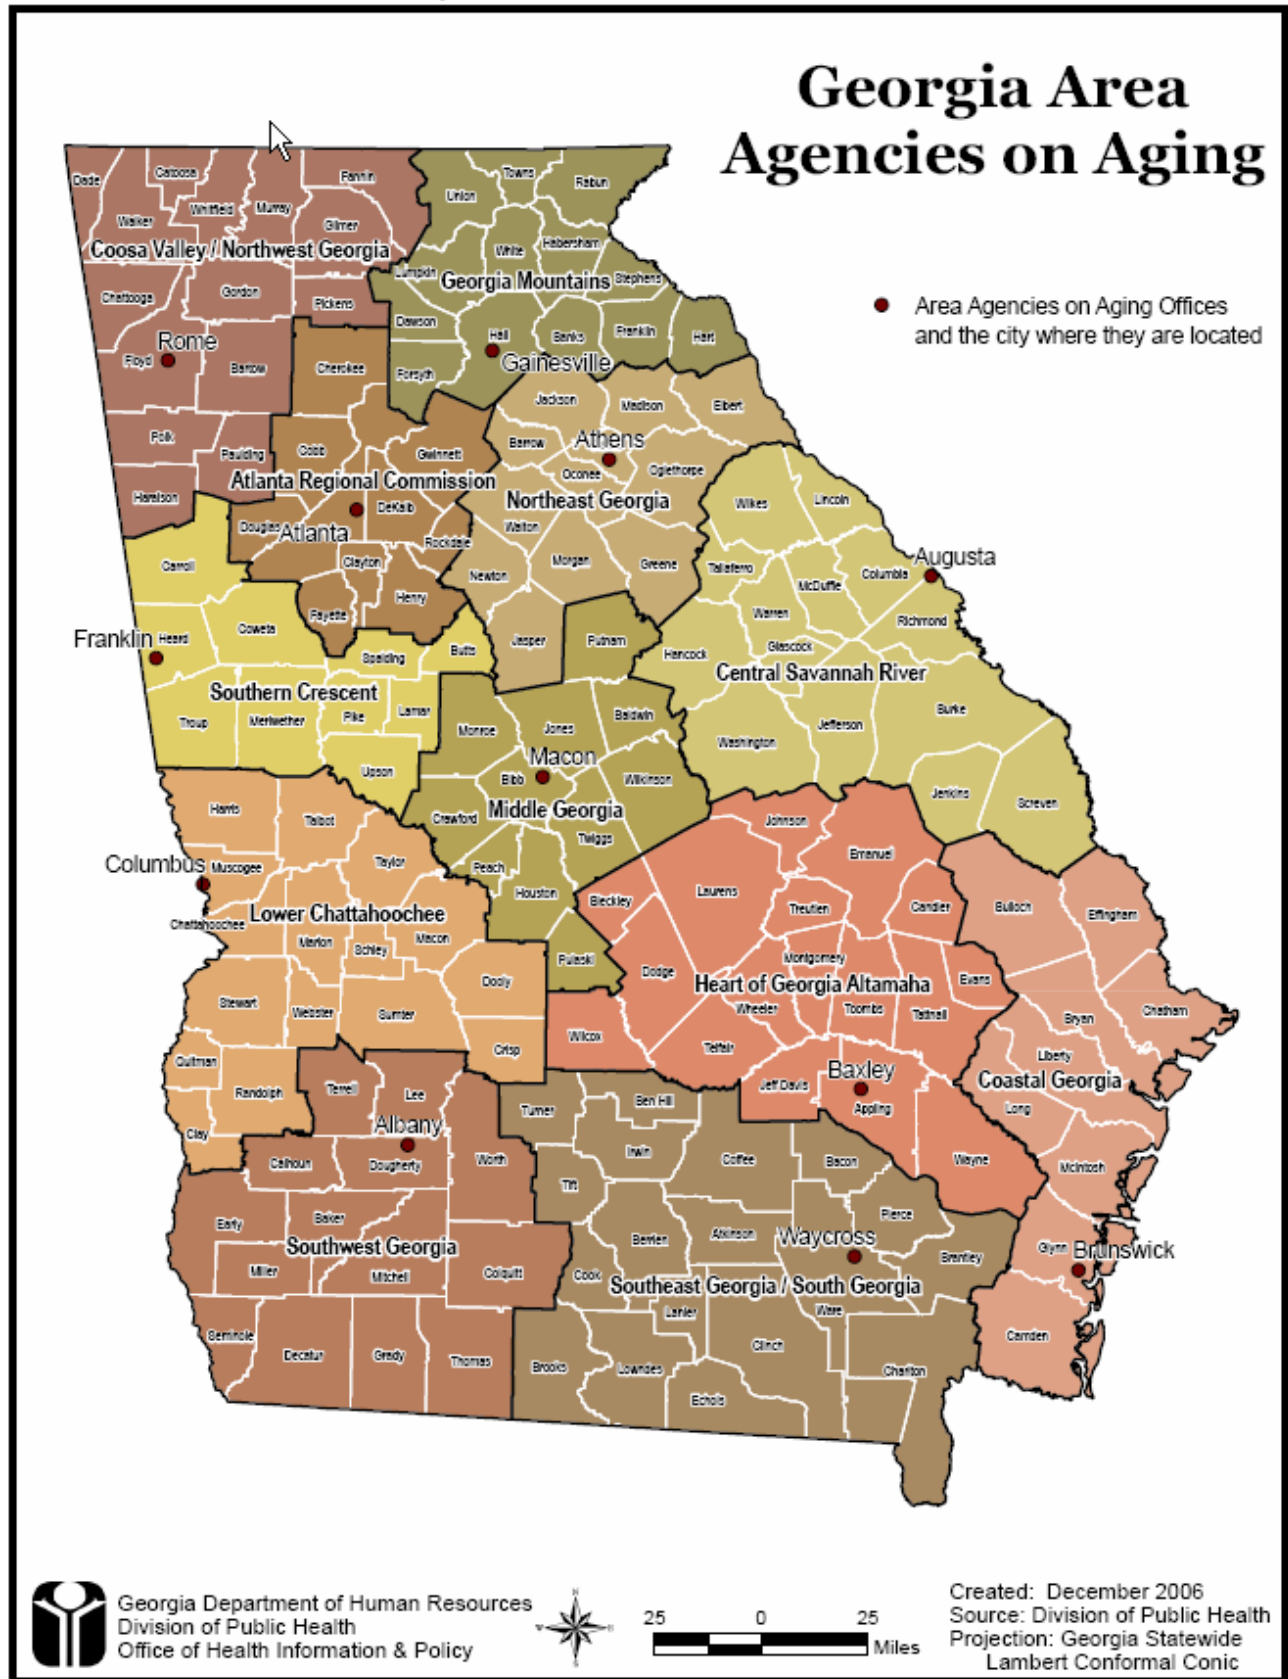 Georgia Area
Agencies on Aging
Area Agencies on Aging Offices
and the city where they are located
Dade
Catoosa
Fannin
Whitfield
Murray
Walker
Gilmer
Coosa Valley / Northwest Georgia
Chattooga
Gordon
Pickens
Rome
Floyd
Bartow
Polk
Paulding
Haralson
Union
Towns
Rabun
White
Habersham
Lumpkin
Georgia Mountains
Stephens
Dawson
Hall
Banks
Franklin
Hart
Forsyth
Gainesville
Cherokee
Cobb
Gwinnett
Atlanta Regional Commission
Douglas
Atlanta
DeKalb
Rockdale
Clayton
Fayette
Henry
Jackson
Madison
Elbert
Barrow
Athens
Oconee
Oglethorpe
Northeast Georgia
Walton
Newton
Morgan
Greene
Jasper
Wilkes
Lincoln
Augusta
Taliaferro
McDuffie
Columbia
Warren
Richmond
Hancock
Glascock
Central Savannah River
Washington
Jefferson
Burke
Jenkins
Screven
Carroll
Franklin
Heard
Coweta
Spalding
Butts
Southern Crescent
Troup
Meriwether
Pike
Lamar
Upson
Putnam
Monroe
Jones
Baldwin
Macon
Bibb
Wilkinson
Middle Georgia
Crawford
Twiggs
Peach
Houston
Pulaski
Harris
Talbot
Columbus
Muscogee
Taylor
Chattahoochee
Lower Chattahoochee
Marion
Schley
Macon
Dooly
Stewart
Webster
Sumter
Crisp
Quitman
Randolph
Clay
Johnson
Emanuel
Bleckley
Laurens
Treutlen
Candler
Dodge
Montgomery
Evans
Heart of Georgia Altamaha
Wheeler
Toombs
Tattnall
Wilcox
Telfair
Jeff Davis
Baxley
Appling
Wayne
Bulloch
Effingham
Bryan
Chatham
Liberty
Coastal Georgia
Long
McIntosh
Glynn
Brunswick
Camden
Terrell
Lee
Albany
Calhoun
Dougherty
Worth
Early
Baker
Southwest Georgia
Miller
Mitchell
Colquitt
Seminole
Decatur
Grady
Thomas
Turner
Ben Hill
Irwin
Coffee
Bacon
Tift
Pierce
Berrien
Atkinson
Waycross
Brantley
Cook
Southeast Georgia / South Georgia
Lanier
Ware
Clinch
Brooks
Lowndes
Charlton
Echols
Georgia Department of Human Resources
Division of Public Health
Office of Health Information & Policy
N
25 0 25
Miles
Created: December 2006
Source: Division of Public Health
Projection: Georgia Statewide
Lambert Conformal Conic